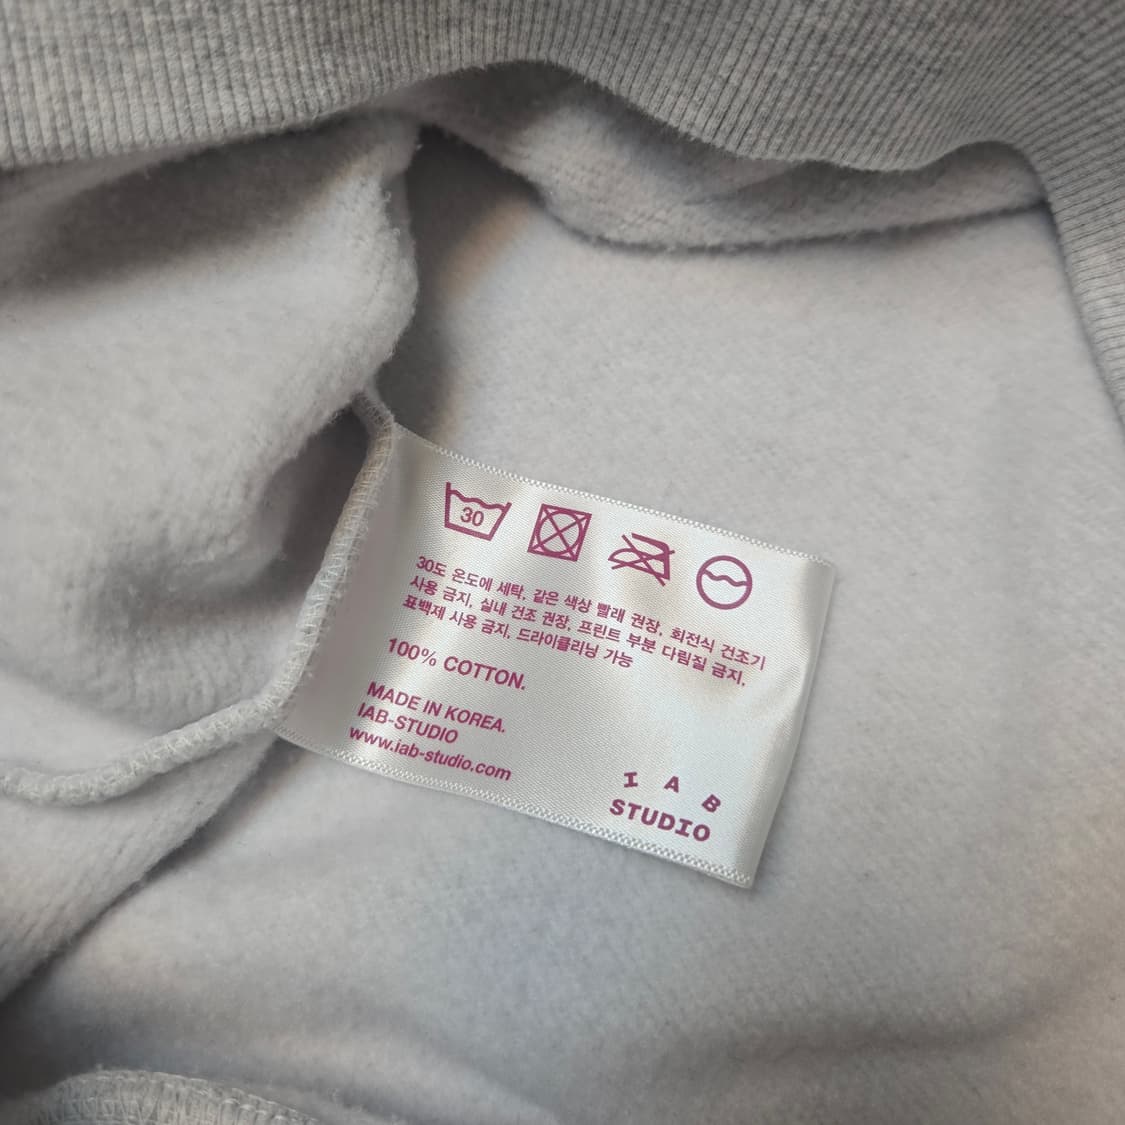 30
30도 온도에 세탁, 같은 색상 빨래 권장, 회전식 건조기
사용 금지, 실내 건조 권장, 프린트 부분 다림질 금지,
표백제 사용 금지, 드라이클리닝 가능
100% COTTON.
MADE IN KOREA.
IAB-STUDIO
www.iab-studio.com
I A B
STUDIO